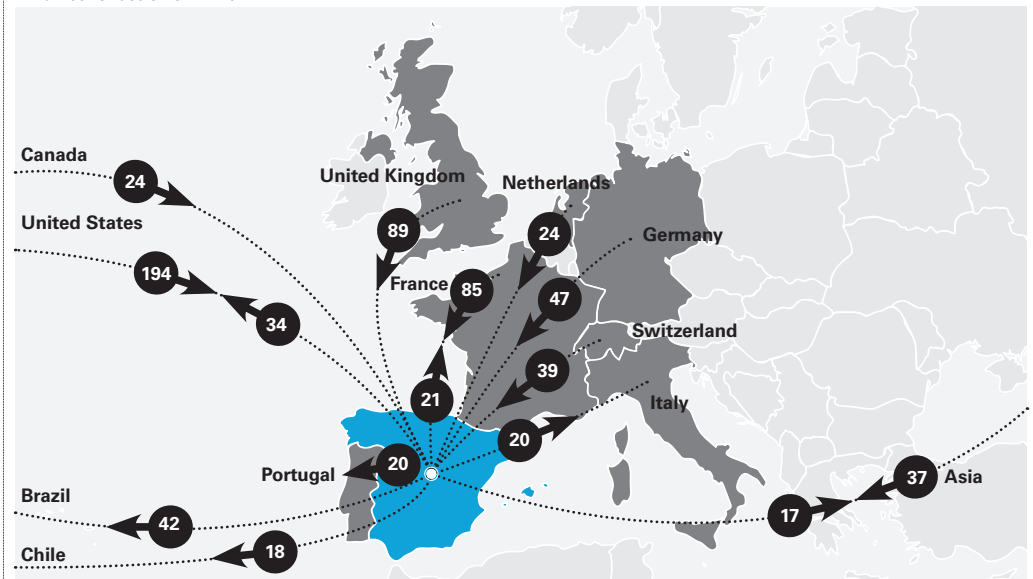 Canada
24
United Kingdom
Netherlands
United States
89
24
Germany
194
France
85
47
34
Switzerland
39
21
Italy
20
Portugal
20
37
Asia
Brazil
42
17
Chile
18